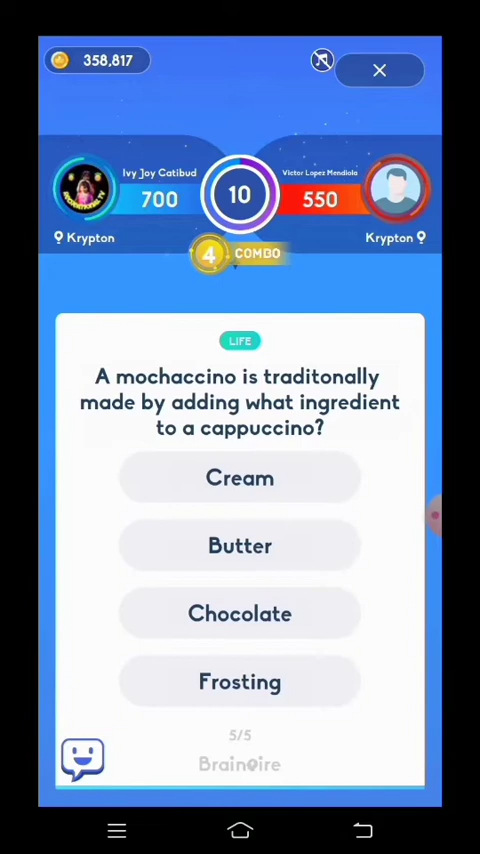 358,817
Ivy Joy Catibud
700
10
Victor Lopez Mendiola
550
Krypton
Krypton
4 COMBO
LIFE
A mochaccino is traditonally
made by adding what ingredient
to a cappuccino?
Cream
Butter
Chocolate
Frosting
5/5
Brainoire